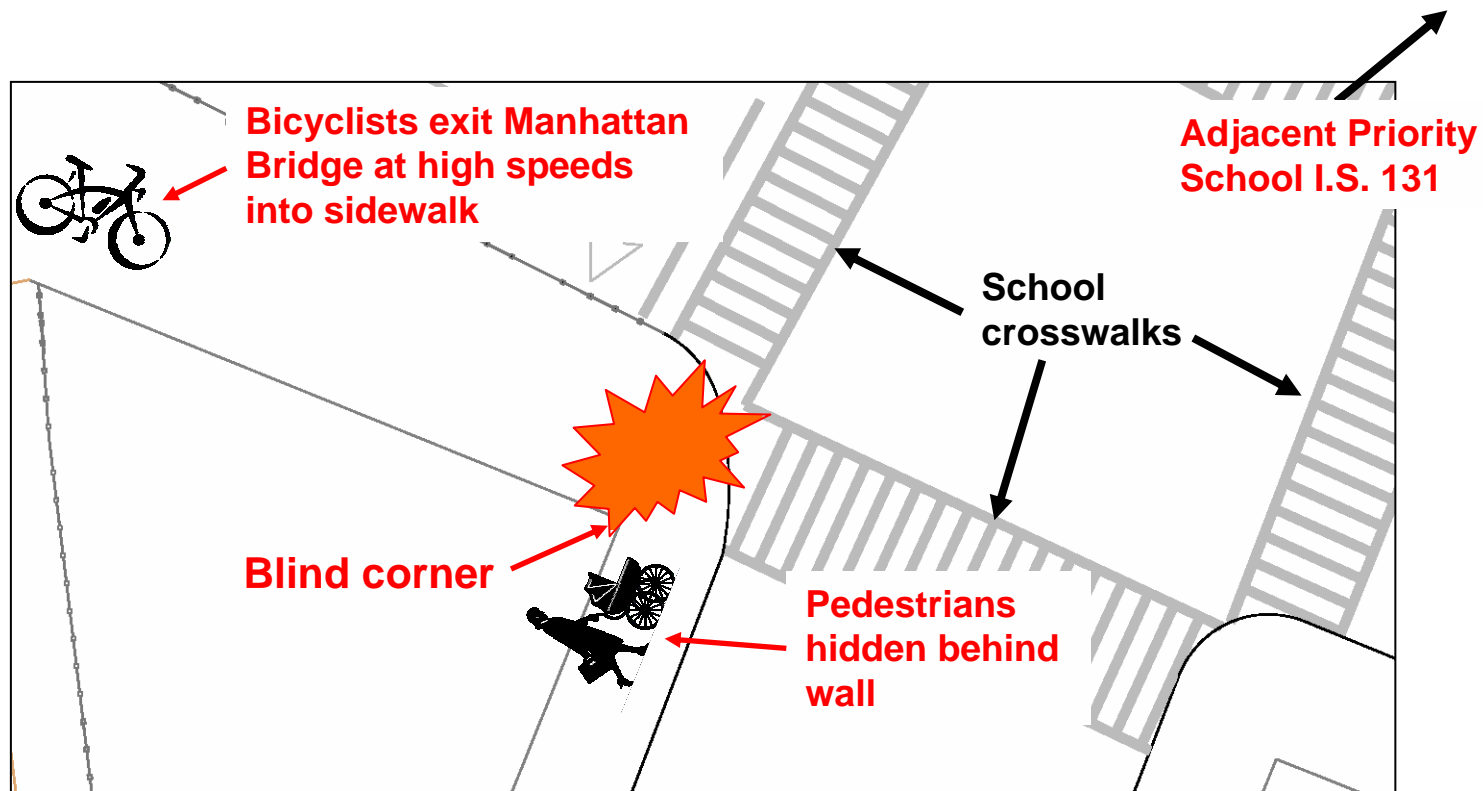 Bicyclists exit Manhattan
Bridge at high speeds
into sidewalk
Adjacent Priority
School I.S. 131
School
crosswalks
Blind corner
Pedestrians
hidden behind
wall